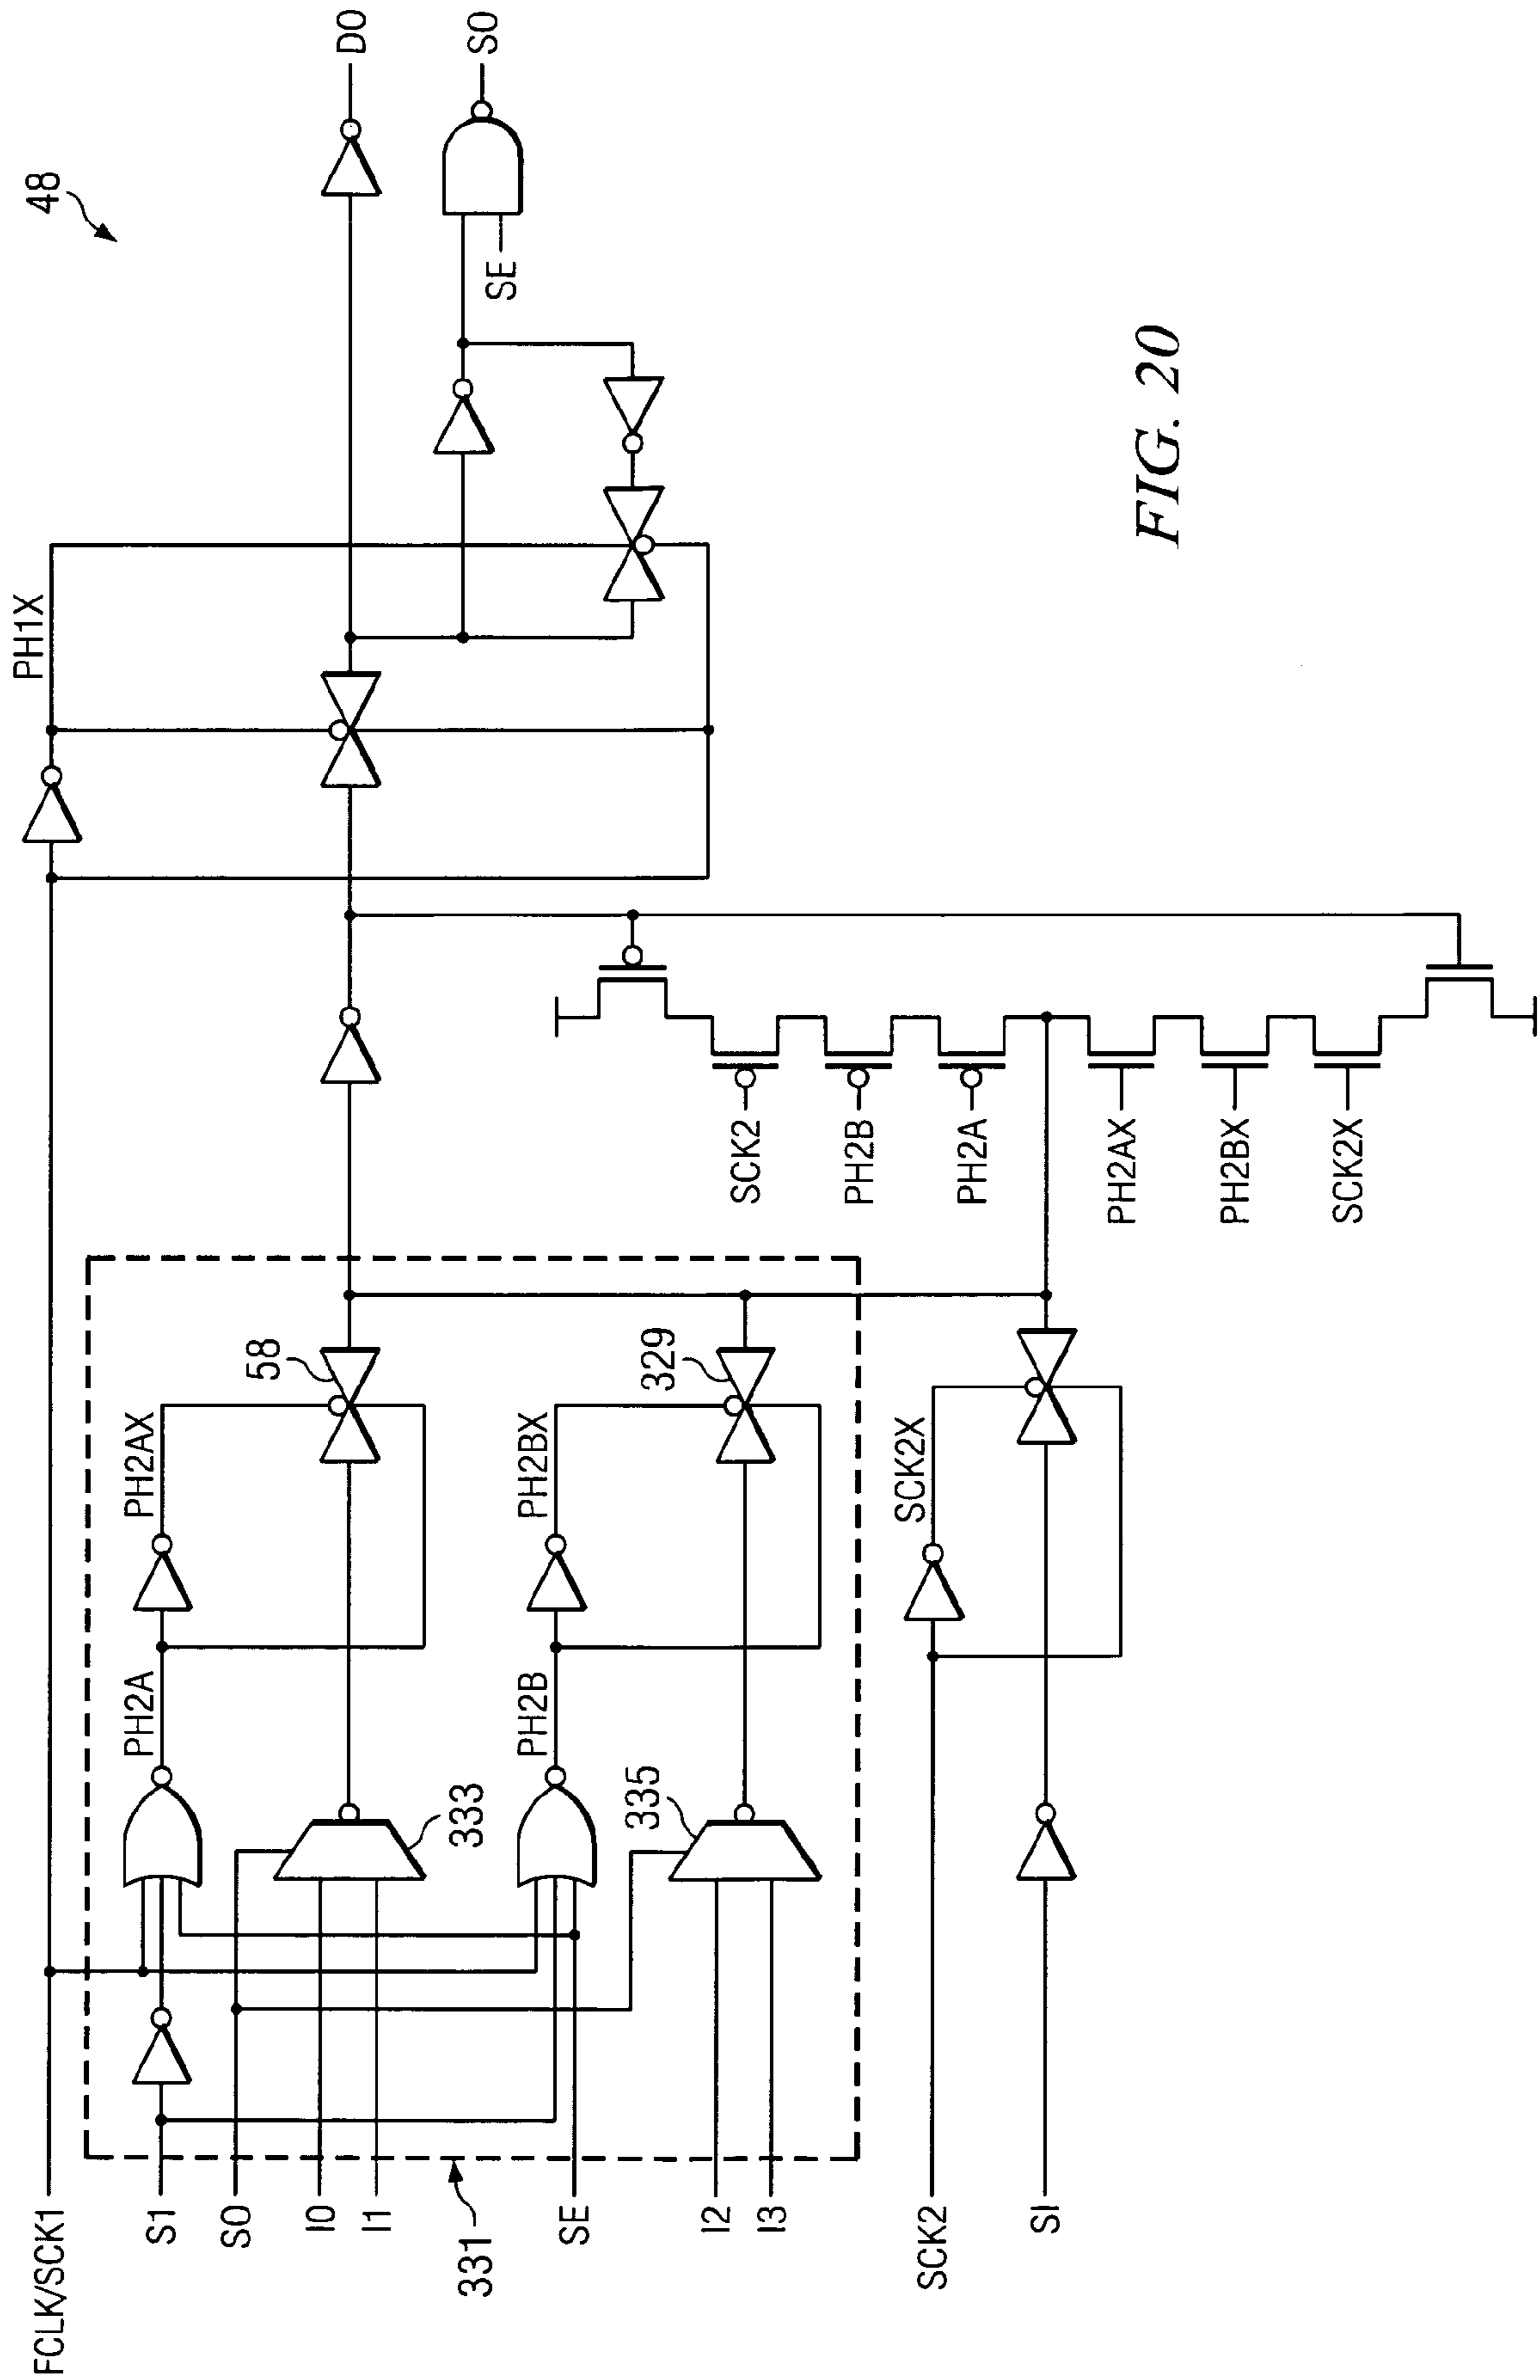 48
FCLK/SCK1
PH1X
S1
PH2A
PH2AX
S0
I0
I1
333
58
DO
SO
SE
331
SE
PH2B
PH2BX
I2
I3
335
329
SCK2
SCK2X
SI
SCK2
PH2B
PH2A
PH2AX
PH2BX
SCK2X
FIG. 20